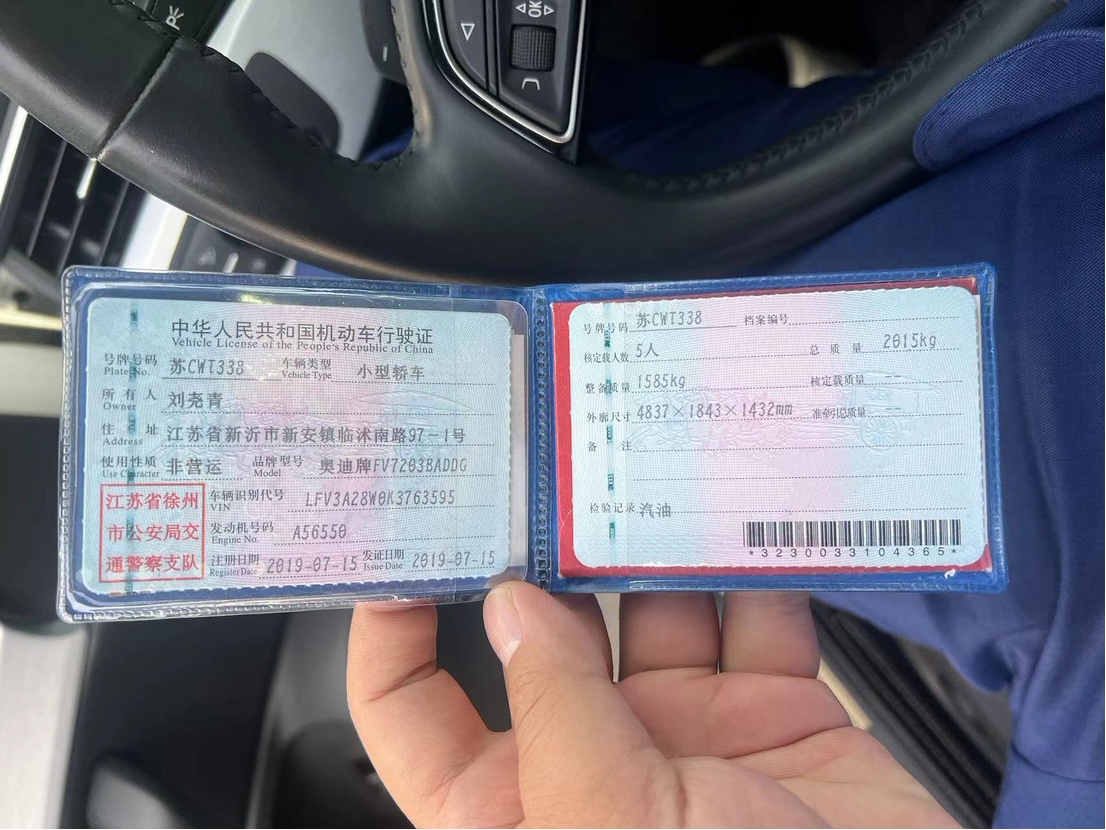 OK
中华人民共和国机动车行驶证
Vehicle License of the People's Republic of China
号牌号码 苏CWT338 车辆类型 小型轿车
Plate No. Vehicle Type
所有人 刘尧青
Owner
住址 江苏省新沂市新安镇临沭南路97-1号
Address
使用性质 非营运 品牌型号 奥迪牌FV7203BADDG
Use Character Model
江苏省徐州
市公安局交
通警察支队
车辆识别代号 LFV3A28W0K3763595
VIN
发动机号码 A56550
Engine No.
注册日期 2019-07-15 发证日期 2019-07-15
Register Date Issue Date
号牌号码 苏CWT338 档案编号
核定载人数 5人 总质量 2015kg
整备质量 1585kg 核定载质量 --
外廓尺寸 4837×1843×1432mm 准牵引总质量 --
备注
检验记录 汽油
*3230033104365*